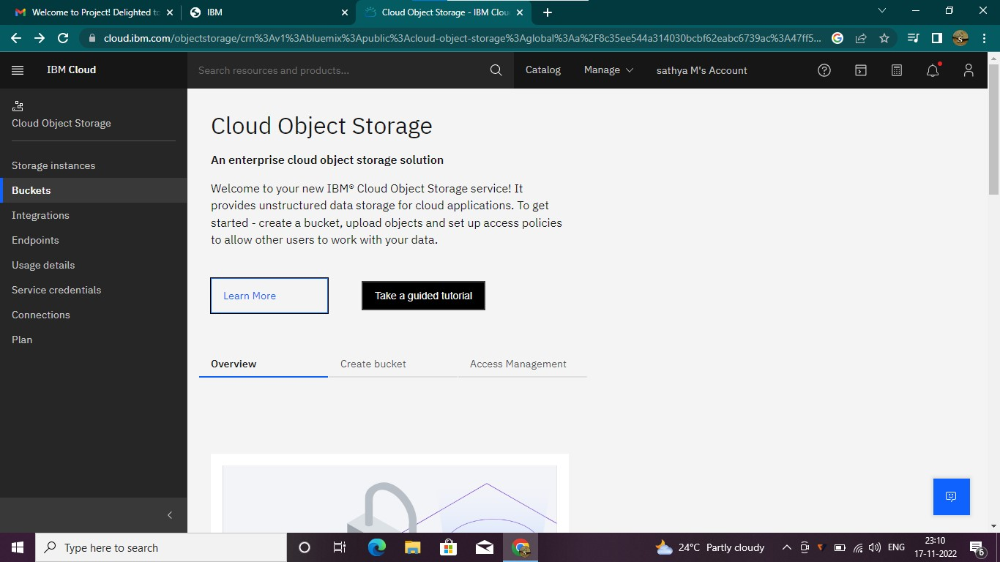 Welcome to Project! Delighted to
IBM
Cloud Object Storage - IBM Clou
cloud.ibm.com/objectstorage/crn%3Av1%3Abluemix%3Apublic%3Acloud-object-storage%3Aglobal%3Aa%2F8c35ee544a314030bcbf62eabc6739ac%3A47ff5...
IBM Cloud
Search resources and products...
Catalog
Manage
sathya M's Account
Cloud Object Storage
Storage instances
Buckets
Integrations
Endpoints
Usage details
Service credentials
Connections
Plan
Cloud Object Storage
An enterprise cloud object storage solution
Welcome to your new IBM® Cloud Object Storage service! It
provides unstructured data storage for cloud applications. To get
started - create a bucket, upload objects and set up access policies
to allow other users to work with your data.
Learn More
Take a guided tutorial
Overview
Create bucket
Access Management
Type here to search
24°C Partly cloudy
ENG
23:10
17-11-2022
6